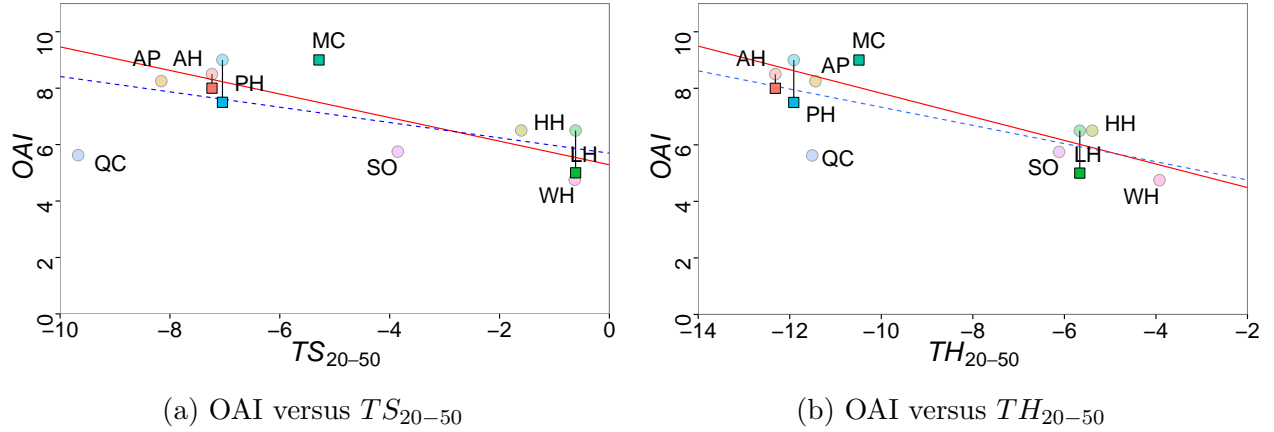 10
8
6
4
2
0
OAI
AP
AH
MC
PH
QC
SO
HH
LH
WH
−10
−8
−6
−4
−2
0
TS20−50
(a) OAI versus TS20−50
10
8
6
4
2
0
OAI
AH
MC
AP
PH
QC
HH
LH
SO
WH
−14
−12
−10
−8
−6
−4
−2
TH20−50
(b) OAI versus TH20−50